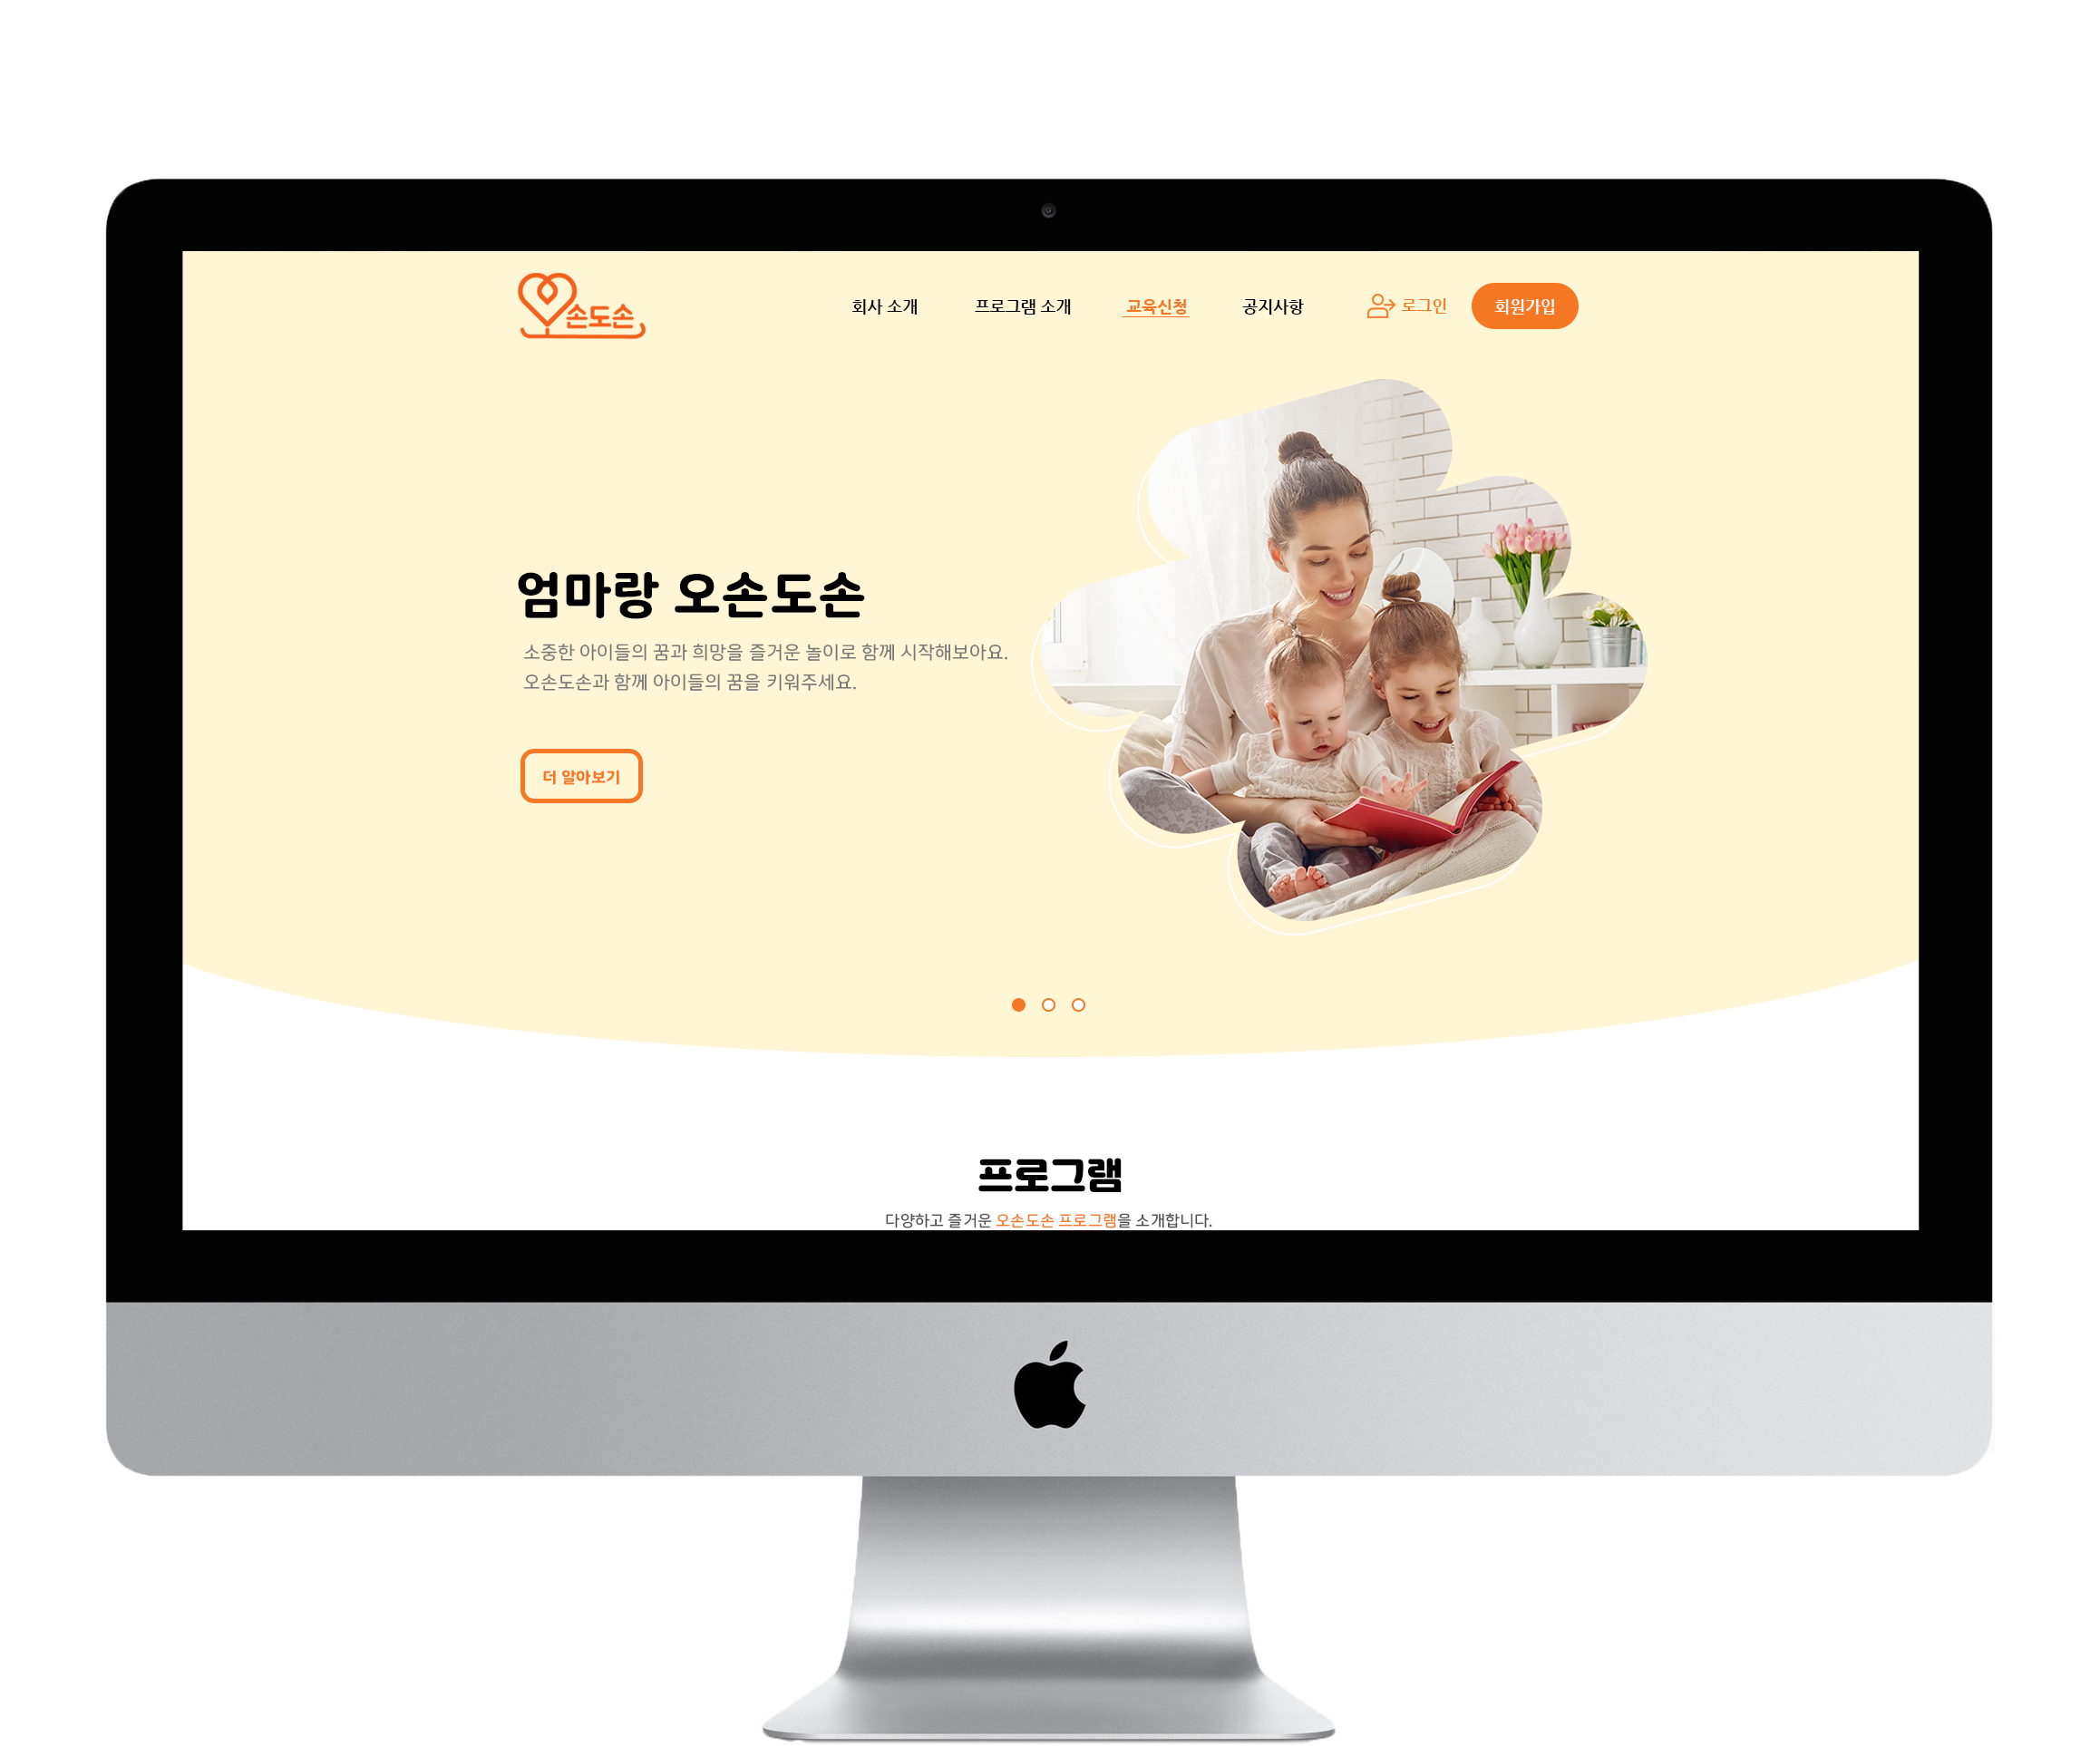 손도손
회사 소개
프로그램 소개
교육신청
공지사항
로그인
회원가입
엄마랑 오손도손
소중한 아이들의 꿈과 희망을 즐거운 놀이로 함께 시작해보아요.
오손도손과 함께 아이들의 꿈을 키워주세요.
더 알아보기
프로그램
다양하고 즐거운 오손도손 프로그램을 소개합니다.